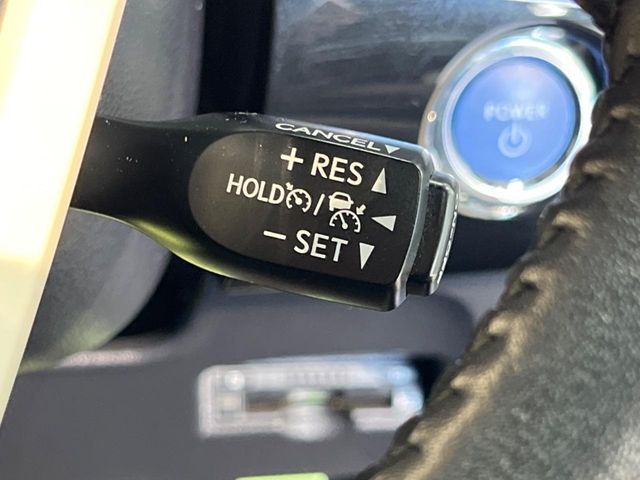 CANCEL
+ RES
HOLD /
− SET
POWER